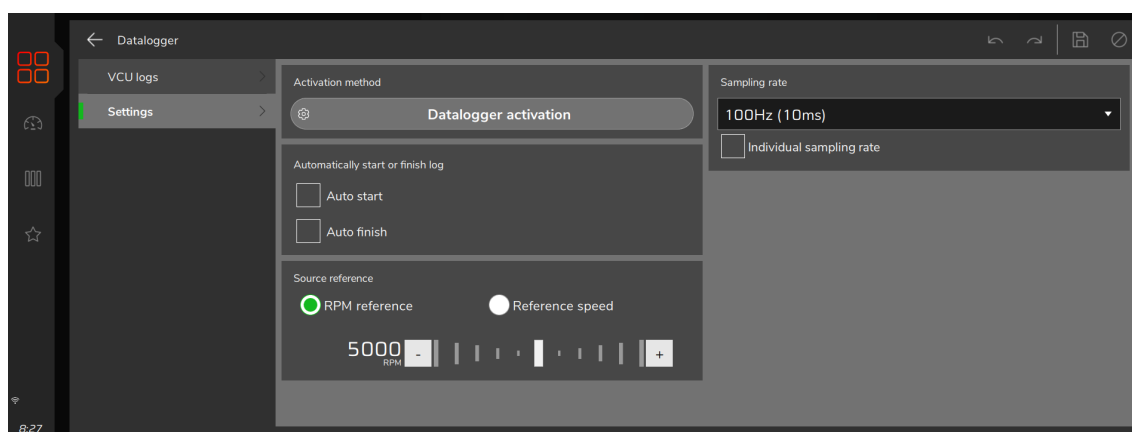 Datalogger
VCU logs
Settings
Activation method
Datalogger activation
Automatically start or finish log
Auto start
Auto finish
Source reference
RPM reference
Reference speed
5000
RPM
-
+
Sampling rate
100Hz (10ms)
Individual sampling rate
8:27